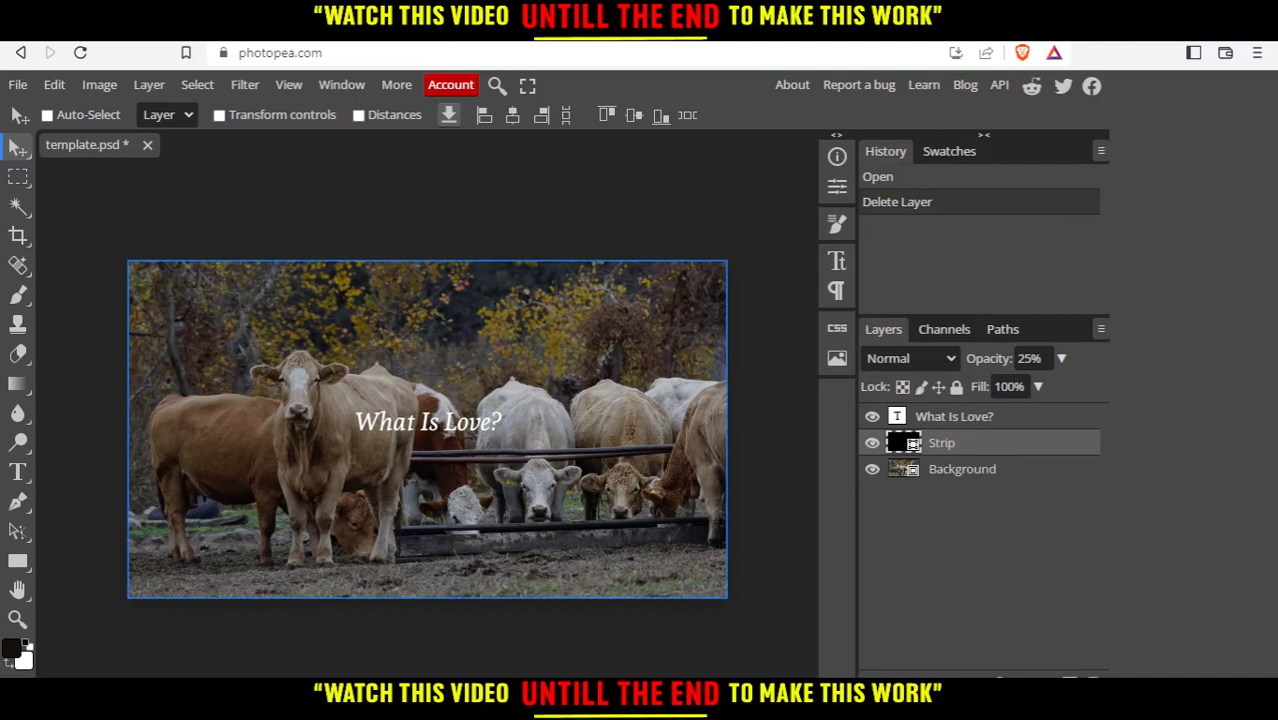 “WATCH THIS VIDEO UNTILL THE END TO MAKE THIS WORK”
photopea.com
File Edit Image Layer Select Filter View Window More Account About Report a bug Learn Blog API
Auto-Select Layer Transform controls Distances
template.psd *
History Swatches
Open
Delete Layer
Tt
CSS
Layers Channels Paths
Normal Opacity: 25%
Lock: Fill: 100%
T What Is Love?
Strip
Background
What Is Love?
“WATCH THIS VIDEO UNTILL THE END TO MAKE THIS WORK”